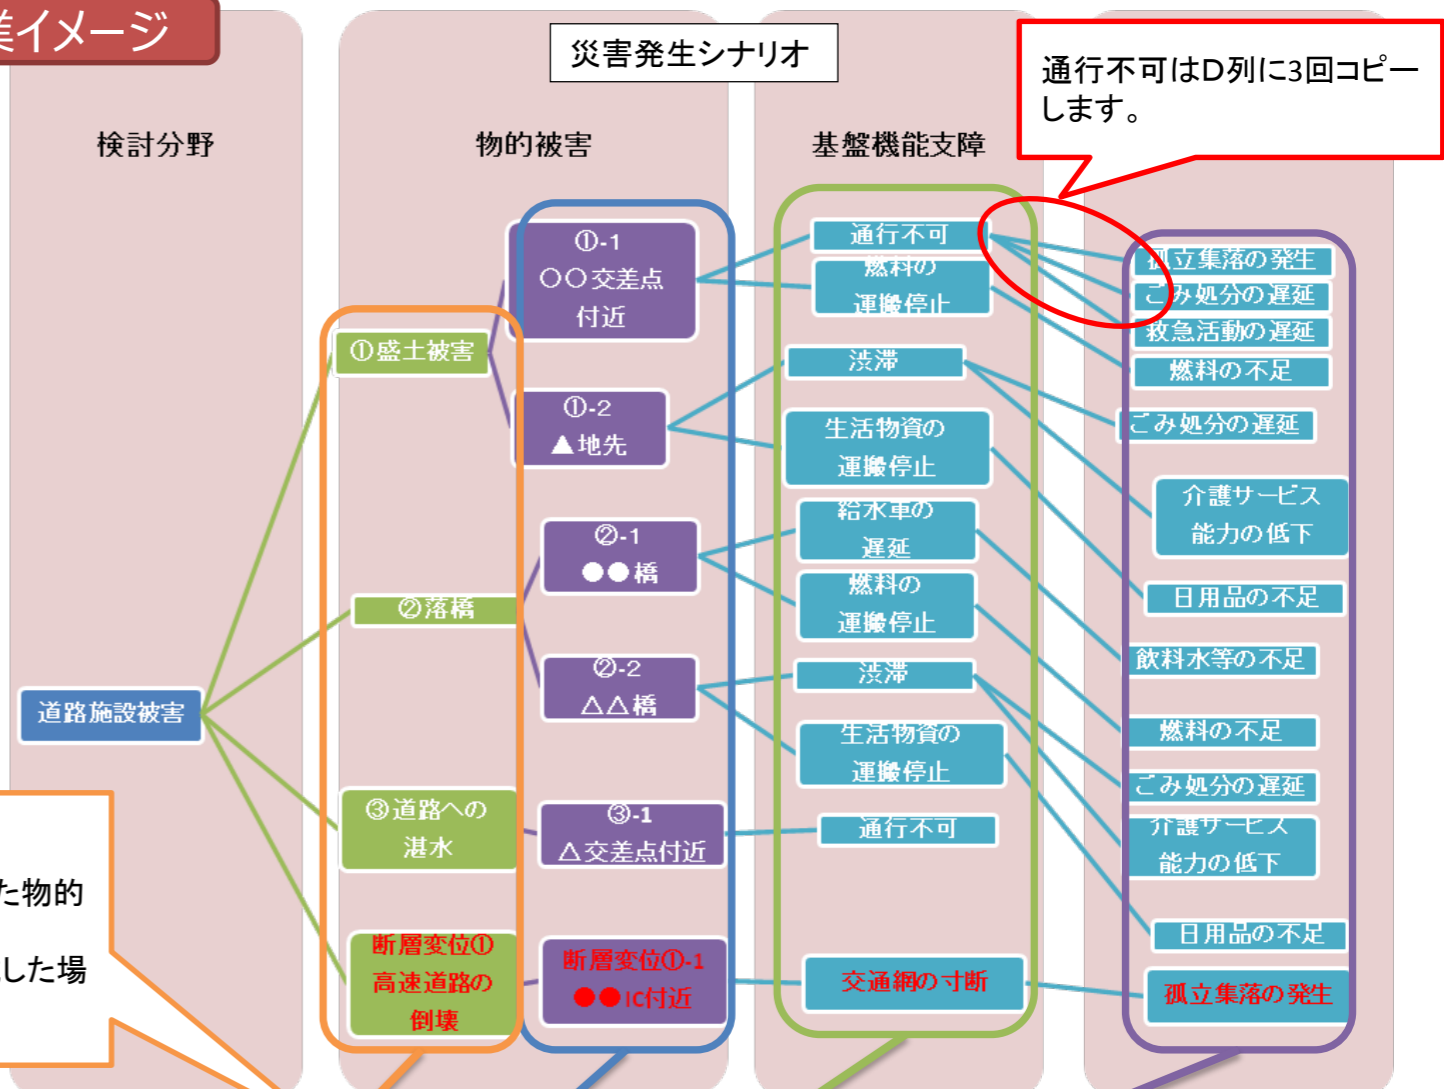 業イメージ
災害発生シナリオ
通行不可はD列に3回コピー
します。
検討分野
物的被害
基盤機能支障
道路施設被害
①盛土被害
②落橋
③道路への
湛水
断層変位①
高速道路の
倒壊
①-1
〇〇交差点
付近
①-2
▲地先
②-1
●●橋
②-2
△△橋
③-1
△交差点付近
断層変位①-1
●●IC付近
通行不可
燃料の
運搬停止
渋滞
生活物資の
運搬停止
給水車の
遅延
燃料の
運搬停止
渋滞
生活物資の
運搬停止
通行不可
交通網の寸断
孤立集落の発生
ごみ処分の遅延
救急活動の遅延
燃料の不足
ごみ処分の遅延
介護サービス
能力の低下
日用品の不足
飲料水等の不足
燃料の不足
ごみ処分の遅延
介護サービス
能力の低下
日用品の不足
孤立集落の発生
た物的
した場